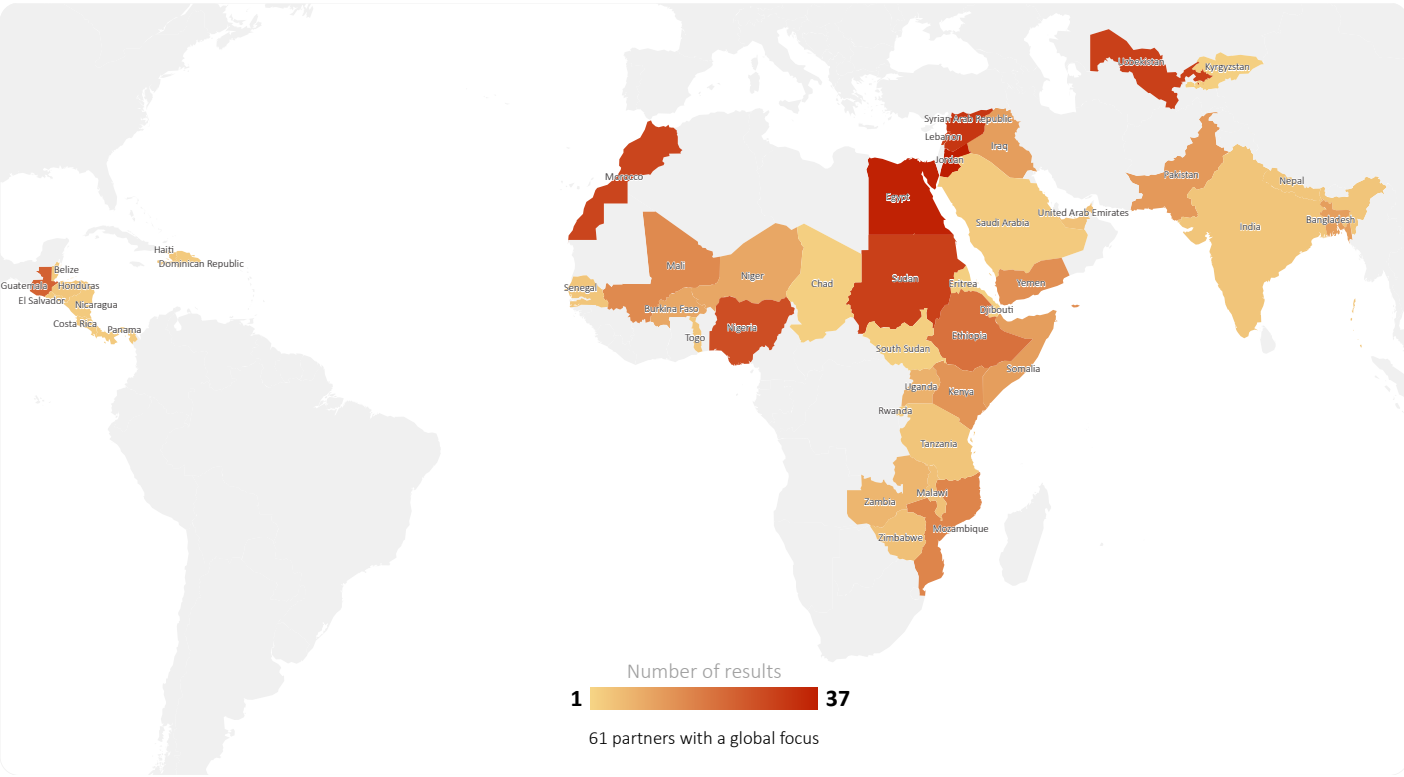 Uzbekistan
Kyrgyzstan
Syrian Arab Republic
Lebanon
Iraq
Jordan
Morocco
Pakistan
Nepal
Egypt
United Arab Emirates
Saudi Arabia
Bangladesh
India
Haiti
Dominican Republic
Belize
Guatemala
Honduras
El Salvador
Nicaragua
Costa Rica
Panama
Mali
Niger
Chad
Sudan
Eritrea
Yemen
Senegal
Burkina Faso
Djibouti
Nigeria
Togo
Ethiopia
South Sudan
Somalia
Uganda
Kenya
Rwanda
Tanzania
Malawi
Zambia
Mozambique
Zimbabwe
Number of results
1 37
61 partners with a global focus